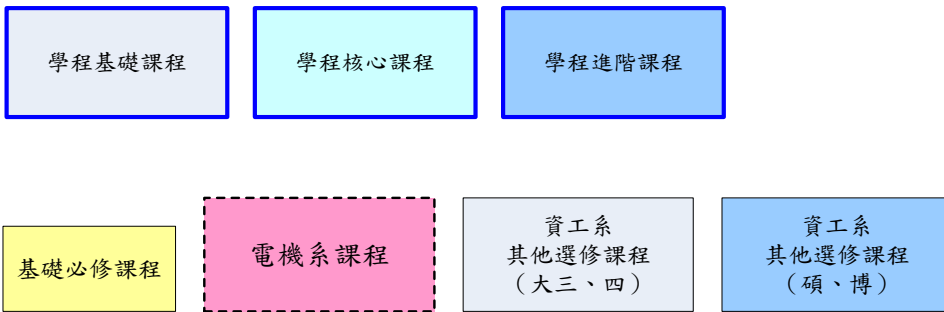 學程基礎課程
學程核心課程
學程進階課程
基礎必修課程
電機系課程
資工系
其他選修課程
（大三、四）
資工系
其他選修課程
（碩、博）